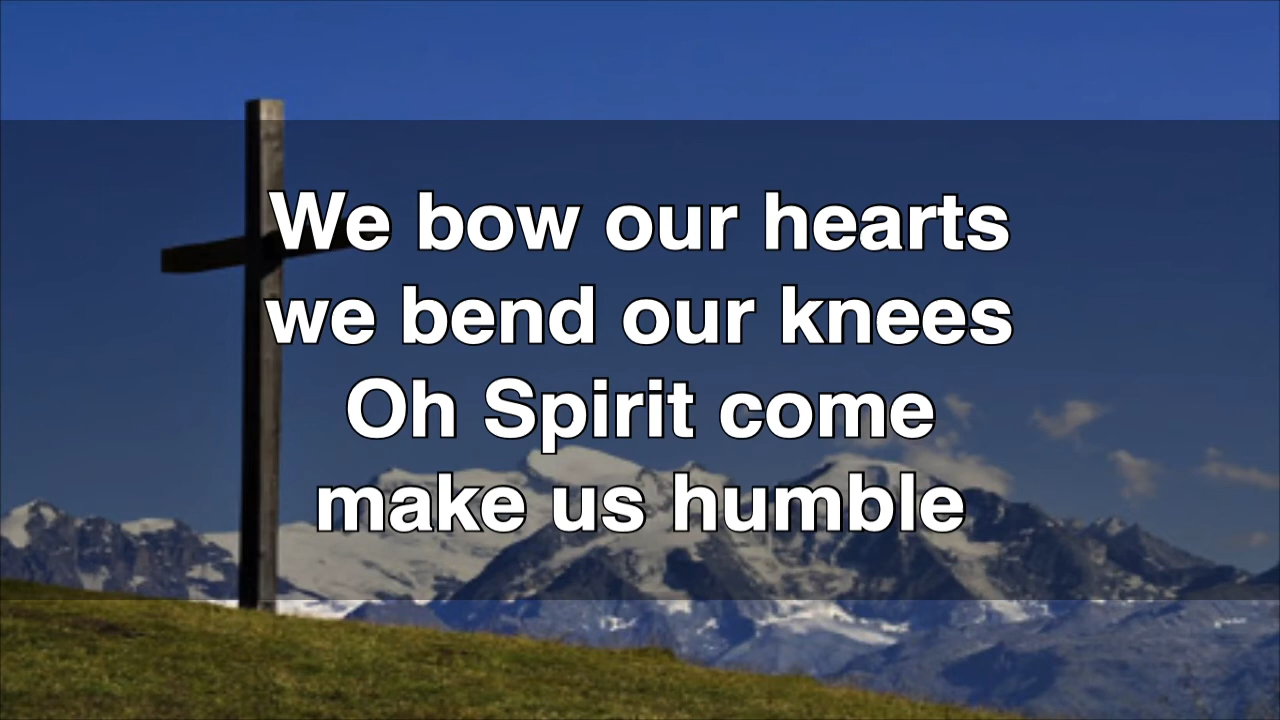 We bow our hearts
we bend our knees
Oh Spirit come
make us humble